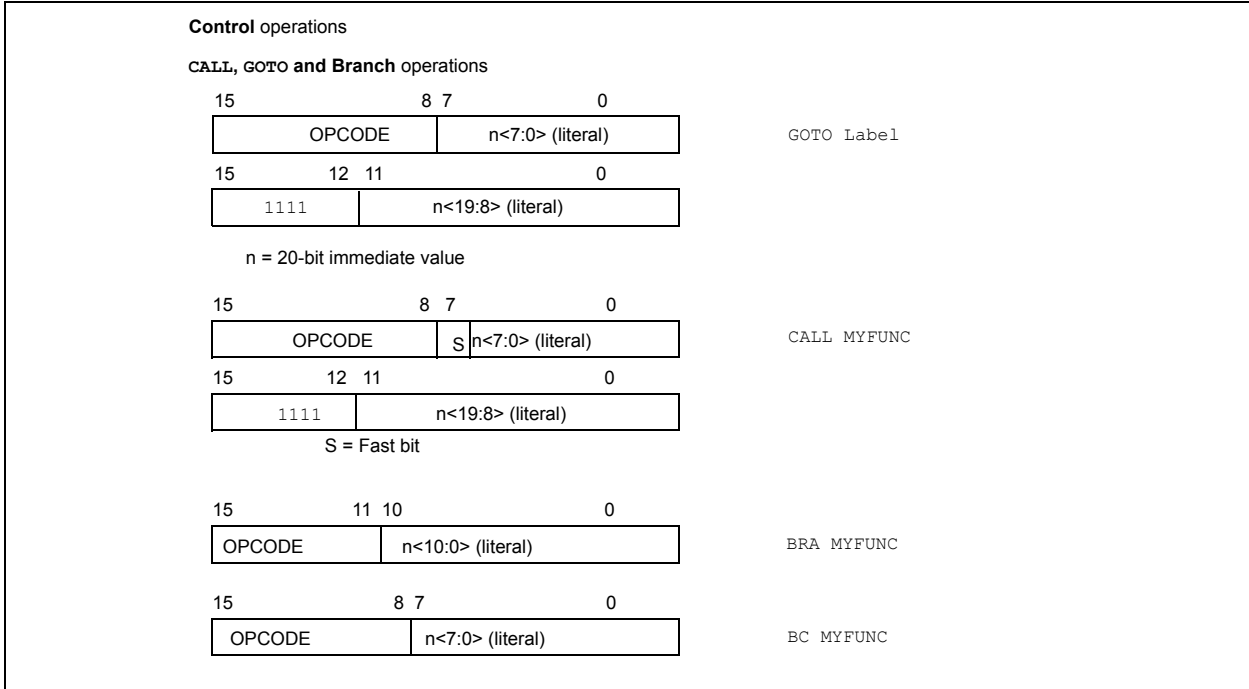 Control operations
CALL, GOTO and Branch operations
15 8 7 0
OPCODE n<7:0> (literal) GOTO Label
15 12 11 0
1111 n<19:8> (literal)
n = 20-bit immediate value
15 8 7 0
OPCODE S n<7:0> (literal) CALL MYFUNC
15 12 11 0
1111 n<19:8> (literal)
S = Fast bit
15 11 10 0
OPCODE n<10:0> (literal) BRA MYFUNC
15 8 7 0
OPCODE n<7:0> (literal) BC MYFUNC